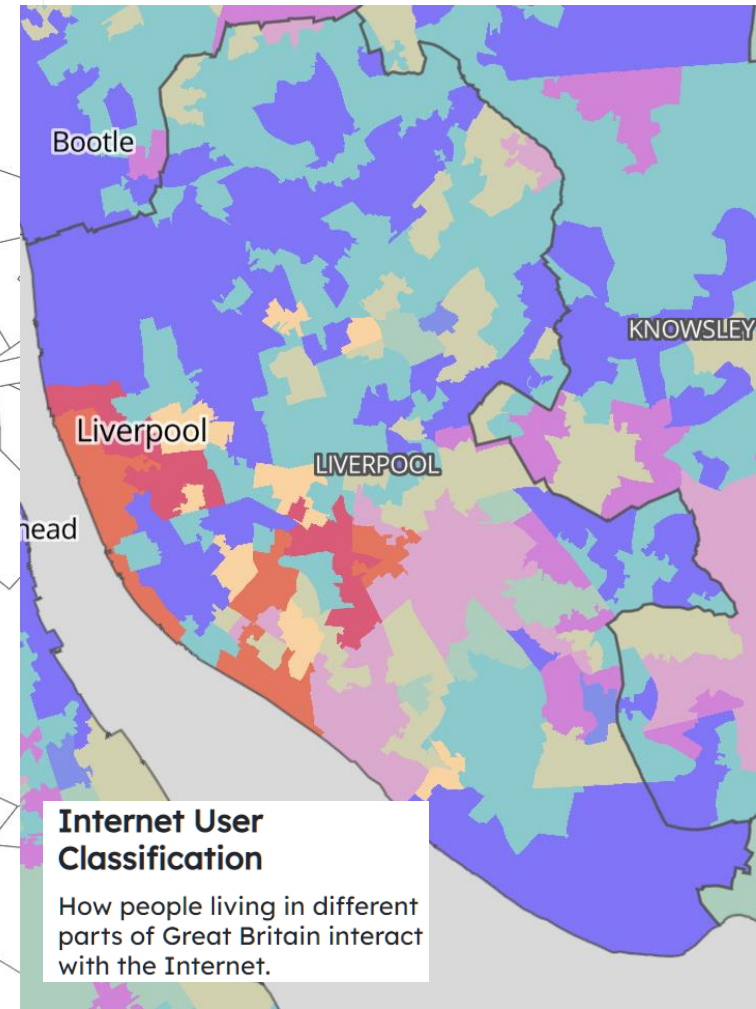 Bootle
KNOWSLEY
Liverpool
LIVERPOOL
head
Internet User
Classification
How people living in different
parts of Great Britain interact
with the Internet.